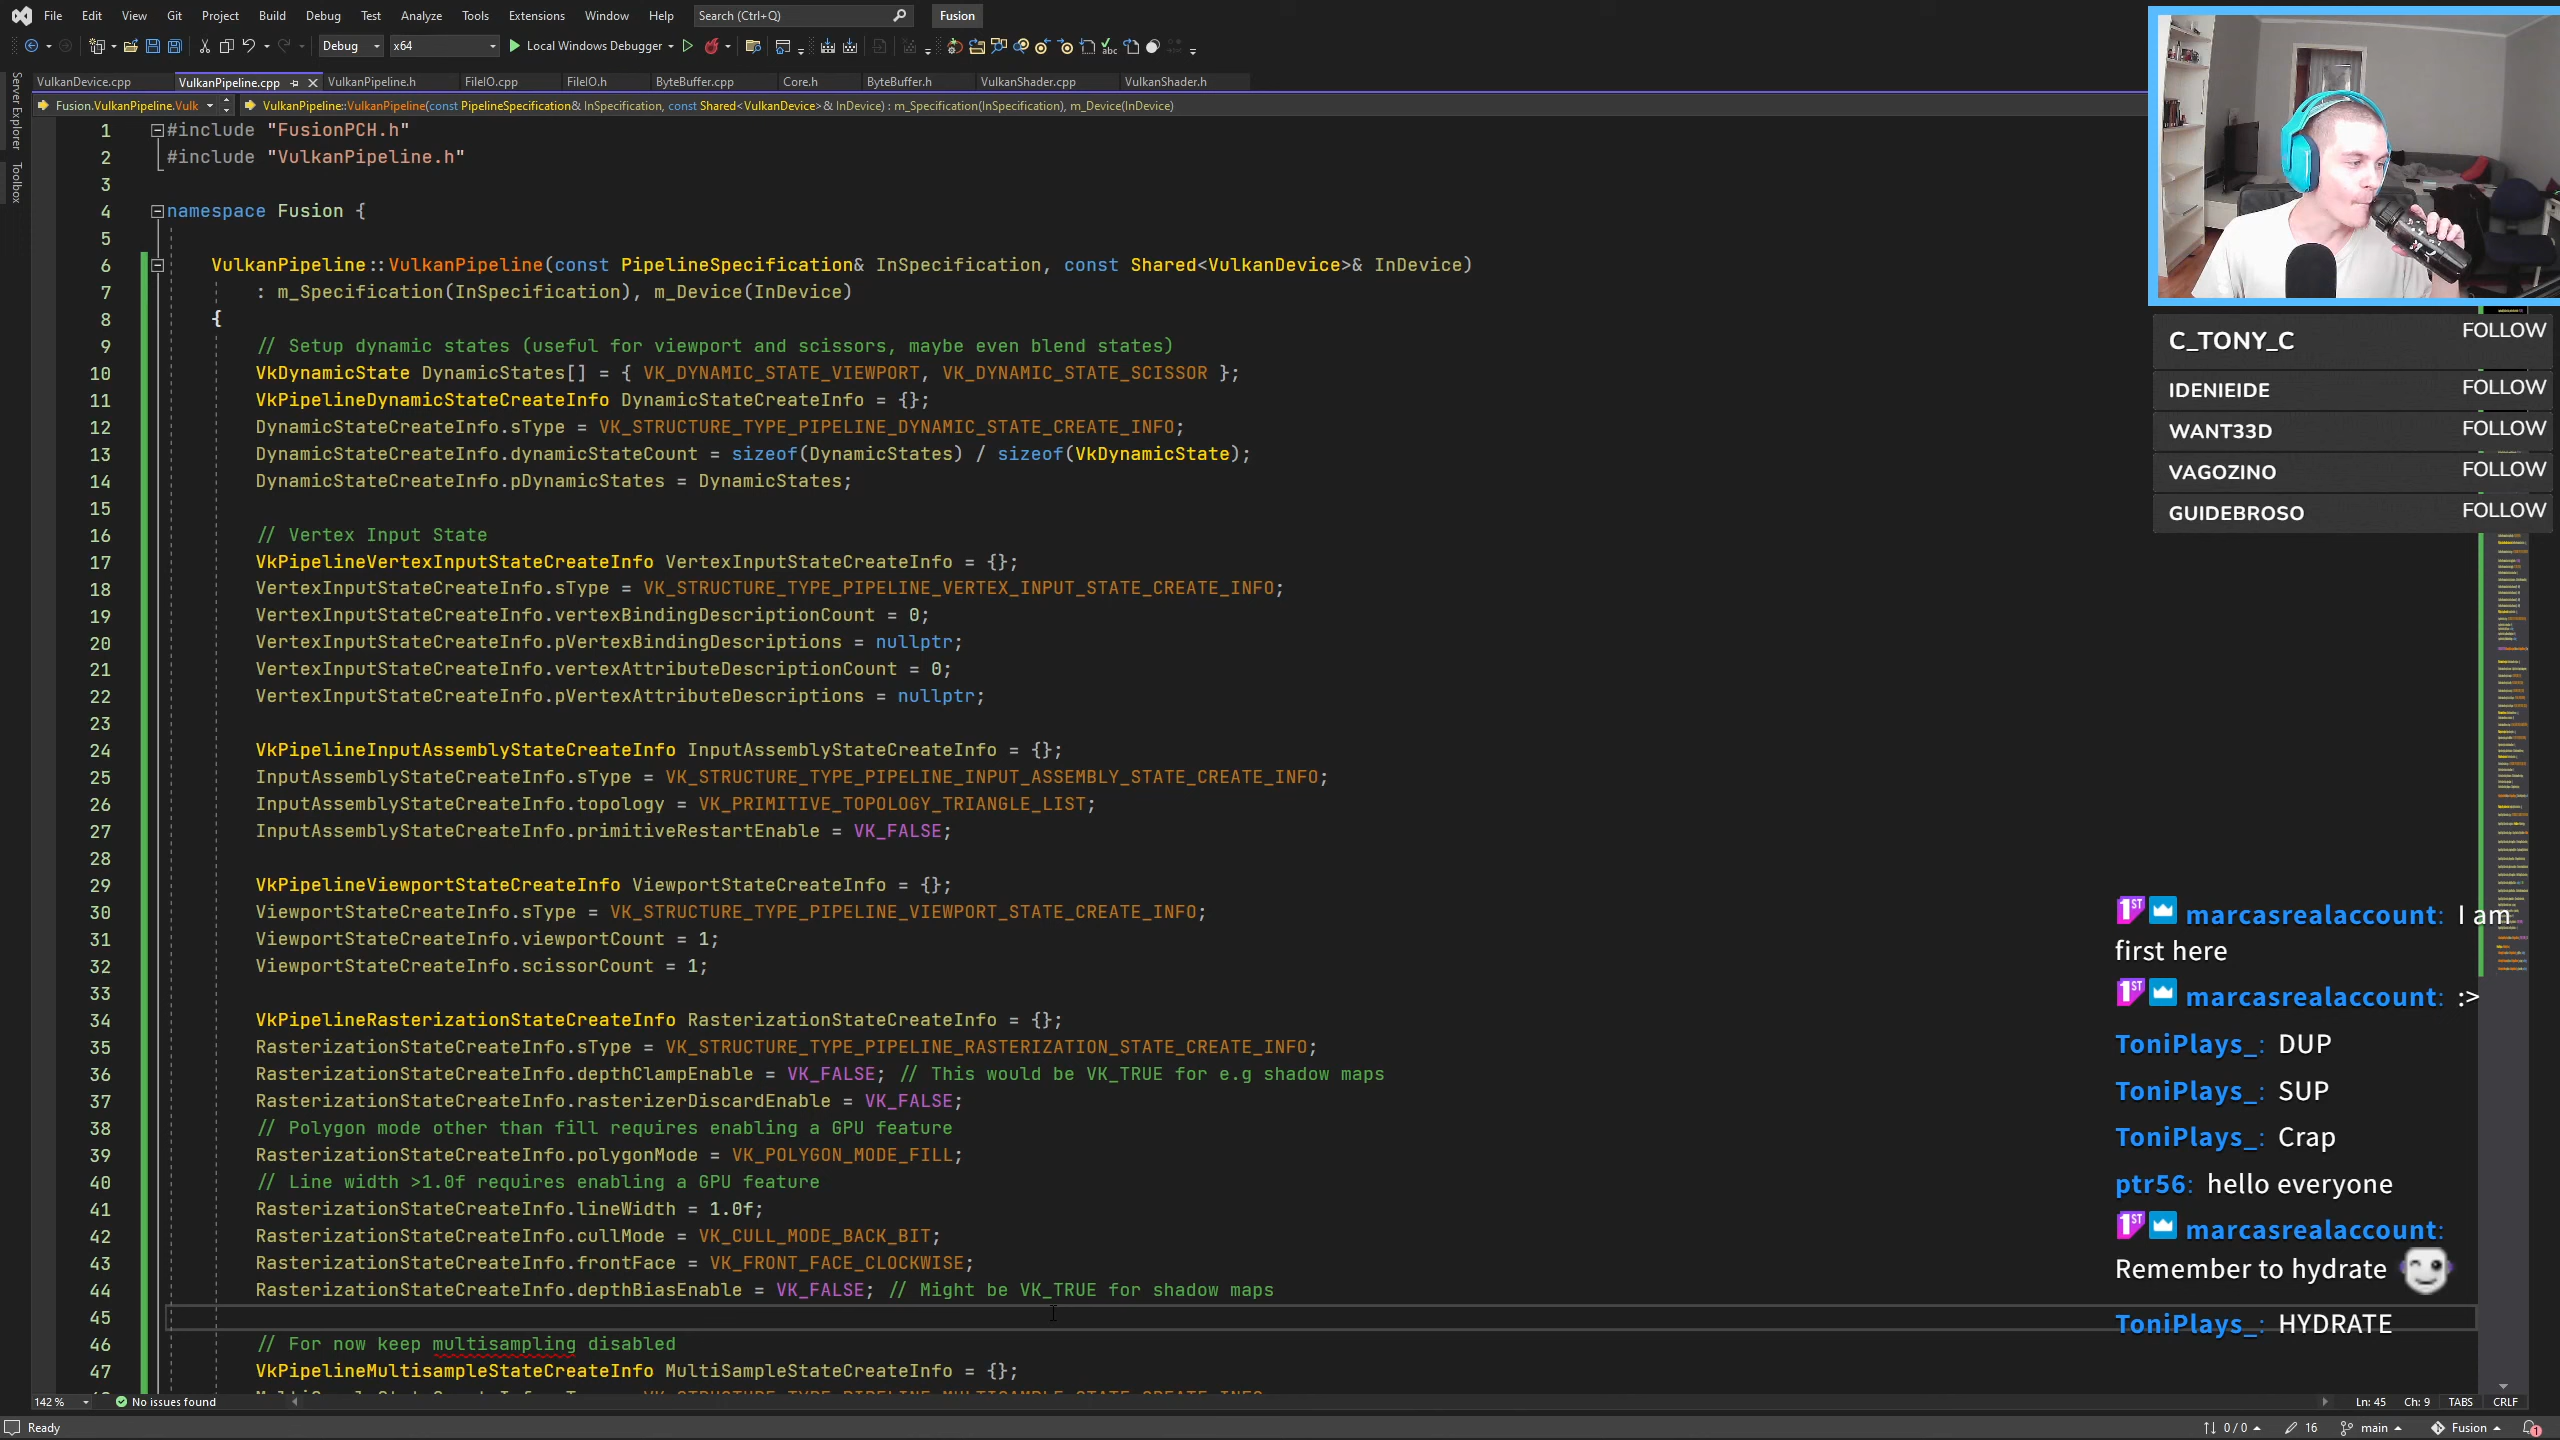 File Edit View Git Project Build Debug Test Analyze Tools Extensions Window Help Search (Ctrl+Q) Fusion
Debug x64 Local Windows Debugger
Server Explorer
Toolbox
VulkanDevice.cpp VulkanPipeline.cpp VulkanPipeline.h FileIO.cpp FileIO.h ByteBuffer.cpp Core.h ByteBuffer.h VulkanShader.cpp VulkanShader.h
Fusion.VulkanPipeline.Vulk VulkanPipeline::VulkanPipeline(const PipelineSpecification& InSpecification, const Shared<VulkanDevice>& InDevice) : m_Specification(InSpecification), m_Device(InDevice)
1 #include "FusionPCH.h"
2 #include "VulkanPipeline.h"
3
4 namespace Fusion {
5
6 VulkanPipeline::VulkanPipeline(const PipelineSpecification& InSpecification, const Shared<VulkanDevice>& InDevice)
7 : m_Specification(InSpecification), m_Device(InDevice)
8 {
9 // Setup dynamic states (useful for viewport and scissors, maybe even blend states)
10 VkDynamicState DynamicStates[] = { VK_DYNAMIC_STATE_VIEWPORT, VK_DYNAMIC_STATE_SCISSOR };
11 VkPipelineDynamicStateCreateInfo DynamicStateCreateInfo = {};
12 DynamicStateCreateInfo.sType = VK_STRUCTURE_TYPE_PIPELINE_DYNAMIC_STATE_CREATE_INFO;
13 DynamicStateCreateInfo.dynamicStateCount = sizeof(DynamicStates) / sizeof(VkDynamicState);
14 DynamicStateCreateInfo.pDynamicStates = DynamicStates;
15
16 // Vertex Input State
17 VkPipelineVertexInputStateCreateInfo VertexInputStateCreateInfo = {};
18 VertexInputStateCreateInfo.sType = VK_STRUCTURE_TYPE_PIPELINE_VERTEX_INPUT_STATE_CREATE_INFO;
19 VertexInputStateCreateInfo.vertexBindingDescriptionCount = 0;
20 VertexInputStateCreateInfo.pVertexBindingDescriptions = nullptr;
21 VertexInputStateCreateInfo.vertexAttributeDescriptionCount = 0;
22 VertexInputStateCreateInfo.pVertexAttributeDescriptions = nullptr;
23
24 VkPipelineInputAssemblyStateCreateInfo InputAssemblyStateCreateInfo = {};
25 InputAssemblyStateCreateInfo.sType = VK_STRUCTURE_TYPE_PIPELINE_INPUT_ASSEMBLY_STATE_CREATE_INFO;
26 InputAssemblyStateCreateInfo.topology = VK_PRIMITIVE_TOPOLOGY_TRIANGLE_LIST;
27 InputAssemblyStateCreateInfo.primitiveRestartEnable = VK_FALSE;
28
29 VkPipelineViewportStateCreateInfo ViewportStateCreateInfo = {};
30 ViewportStateCreateInfo.sType = VK_STRUCTURE_TYPE_PIPELINE_VIEWPORT_STATE_CREATE_INFO;
31 ViewportStateCreateInfo.viewportCount = 1;
32 ViewportStateCreateInfo.scissorCount = 1;
33
34 VkPipelineRasterizationStateCreateInfo RasterizationStateCreateInfo = {};
35 RasterizationStateCreateInfo.sType = VK_STRUCTURE_TYPE_PIPELINE_RASTERIZATION_STATE_CREATE_INFO;
36 RasterizationStateCreateInfo.depthClampEnable = VK_FALSE; // This would be VK_TRUE for e.g shadow maps
37 RasterizationStateCreateInfo.rasterizerDiscardEnable = VK_FALSE;
38 // Polygon mode other than fill requires enabling a GPU feature
39 RasterizationStateCreateInfo.polygonMode = VK_POLYGON_MODE_FILL;
40 // Line width >1.0f requires enabling a GPU feature
41 RasterizationStateCreateInfo.lineWidth = 1.0f;
42 RasterizationStateCreateInfo.cullMode = VK_CULL_MODE_BACK_BIT;
43 RasterizationStateCreateInfo.frontFace = VK_FRONT_FACE_CLOCKWISE;
44 RasterizationStateCreateInfo.depthBiasEnable = VK_FALSE; // Might be VK_TRUE for shadow maps
45
46 // For now keep multisampling disabled
47 VkPipelineMultisampleStateCreateInfo MultiSampleStateCreateInfo = {};
C_TONY_C FOLLOW
IDENIEIDE FOLLOW
WANT33D FOLLOW
VAGOZINO FOLLOW
GUIDEBROSO FOLLOW
marcasrealaccount: I am
first here
marcasrealaccount: :>
ToniPlays_: DUP
ToniPlays_: SUP
ToniPlays_: Crap
ptr56: hello everyone
marcasrealaccount:
Remember to hydrate
ToniPlays_: HYDRATE
142 % No issues found Ln: 45 Ch: 9 TABS CRLF
Ready 0 / 0 16 main Fusion 1